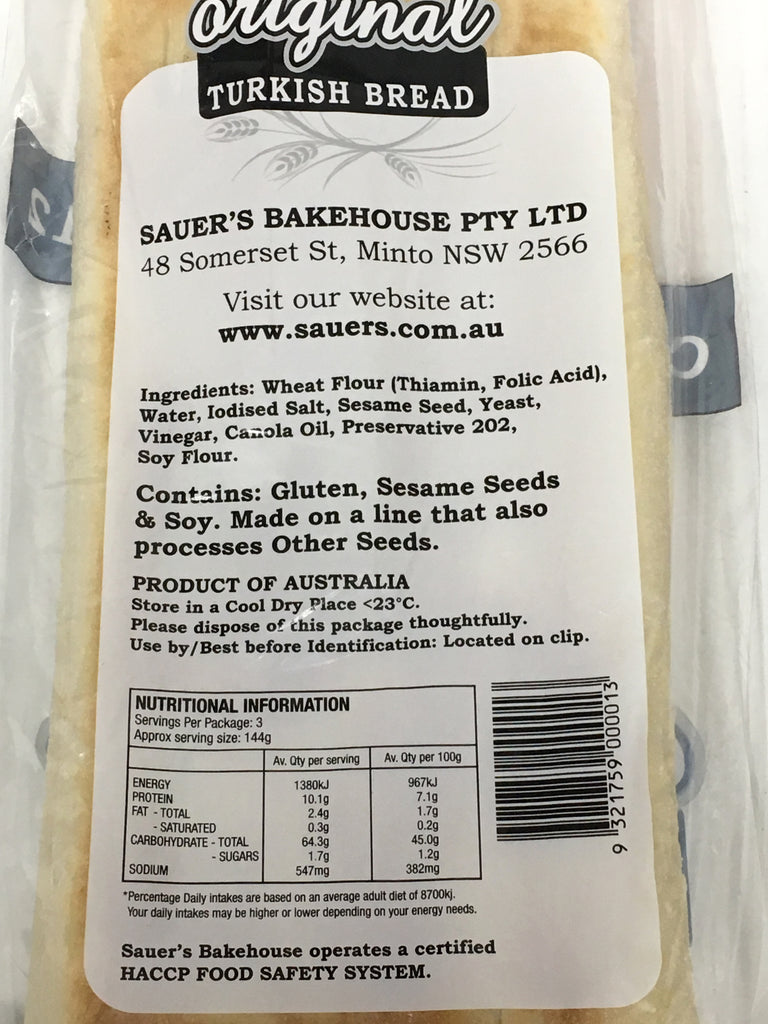 original
TURKISH BREAD
SAUER'S BAKEHOUSE PTY LTD
48 Somerset St, Minto NSW 2566
Visit our website at:
www.sauers.com.au
Ingredients: Wheat Flour (Thiamin, Folic Acid),
Water, Iodised Salt, Sesame Seed, Yeast,
Vinegar, Canola Oil, Preservative 202,
Soy Flour.
Contains: Gluten, Sesame Seeds
& Soy. Made on a line that also
processes Other Seeds.
PRODUCT OF AUSTRALIA
Store in a Cool Dry Place <23°C.
Please dispose of this package thoughtfully.
Use by/Best before Identification: Located on clip.
NUTRITIONAL INFORMATION
Servings Per Package: 3
Approx serving size: 144g
Av. Qty per serving Av. Qty per 100g
ENERGY 1380kJ 967kJ
PROTEIN 10.1g 7.1g
FAT - TOTAL 2.4g 1.7g
- SATURATED 0.3g 0.2g
CARBOHYDRATE - TOTAL 64.3g 45.0g
- SUGARS 1.7g 1.2g
SODIUM 547mg 382mg
*Percentage Daily intakes are based on an average adult diet of 8700kj.
Your daily intakes may be higher or lower depending on your energy needs.
Sauer's Bakehouse operates a certified
HACCP FOOD SAFETY SYSTEM.
9 321759 000013